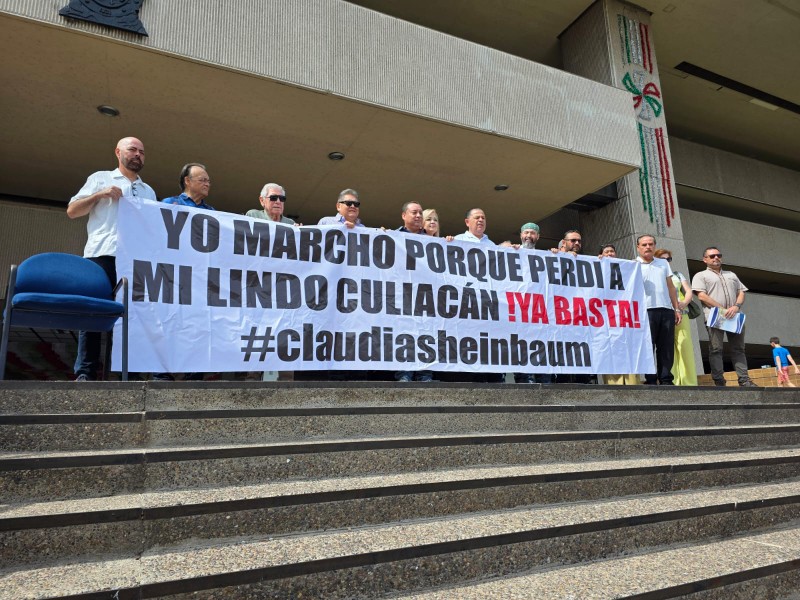 YO MARCHO PORQUE PERDI A
MI LINDO CULIACÁN !YA BASTA!
#claudiasheinbaum